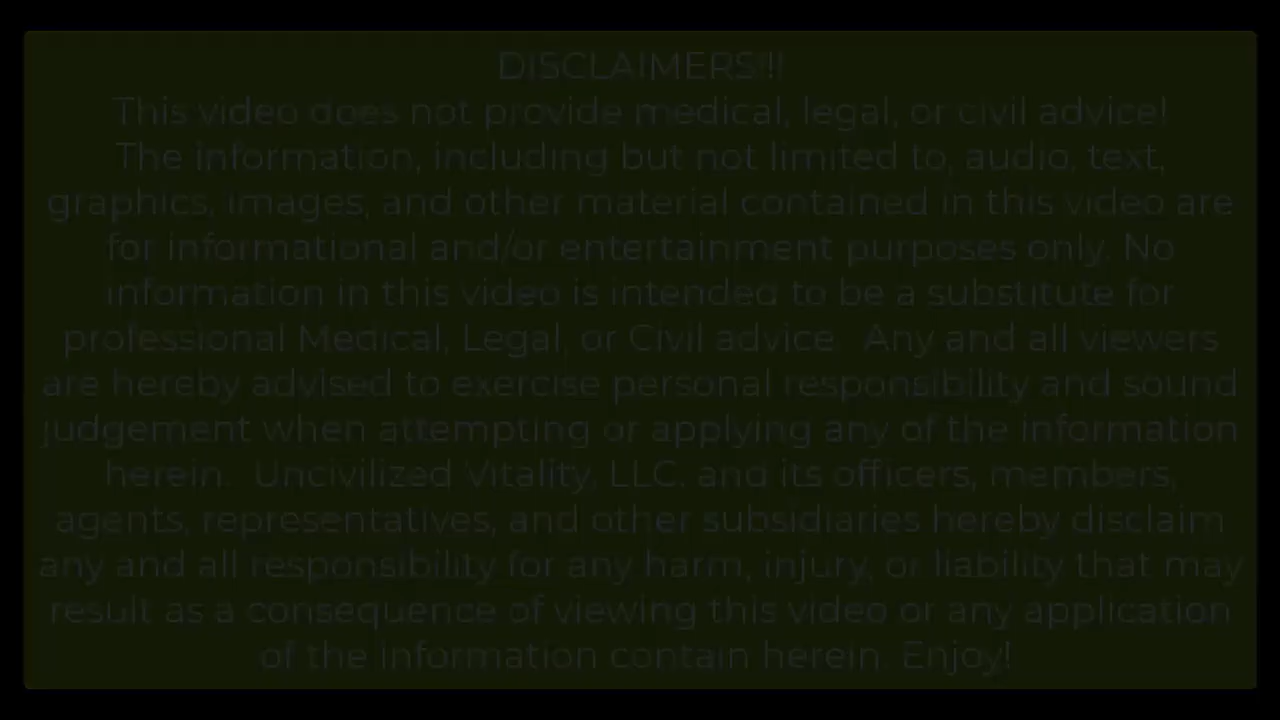 DISCLAIMERS!!!
This video does not provide medical, legal, or civil advice!
The information, including but not limited to, audio, text,
graphics, images, and other material contained in this video are
for informational and/or entertainment purposes only. No
information in this video is intended to be a substitute for
professional Medical, Legal, or Civil advice. Any and all viewers
are hereby advised to exercise personal responsibility and sound
judgement when attempting or applying any of the information
herein. Uncivilized Vitality, LLC. and its officers, members,
agents, representatives, and other subsidiaries hereby disclaim
any and all responsibility for any harm, injury, or liability that may
result as a consequence of viewing this video or any application
of the information contain herein. Enjoy!